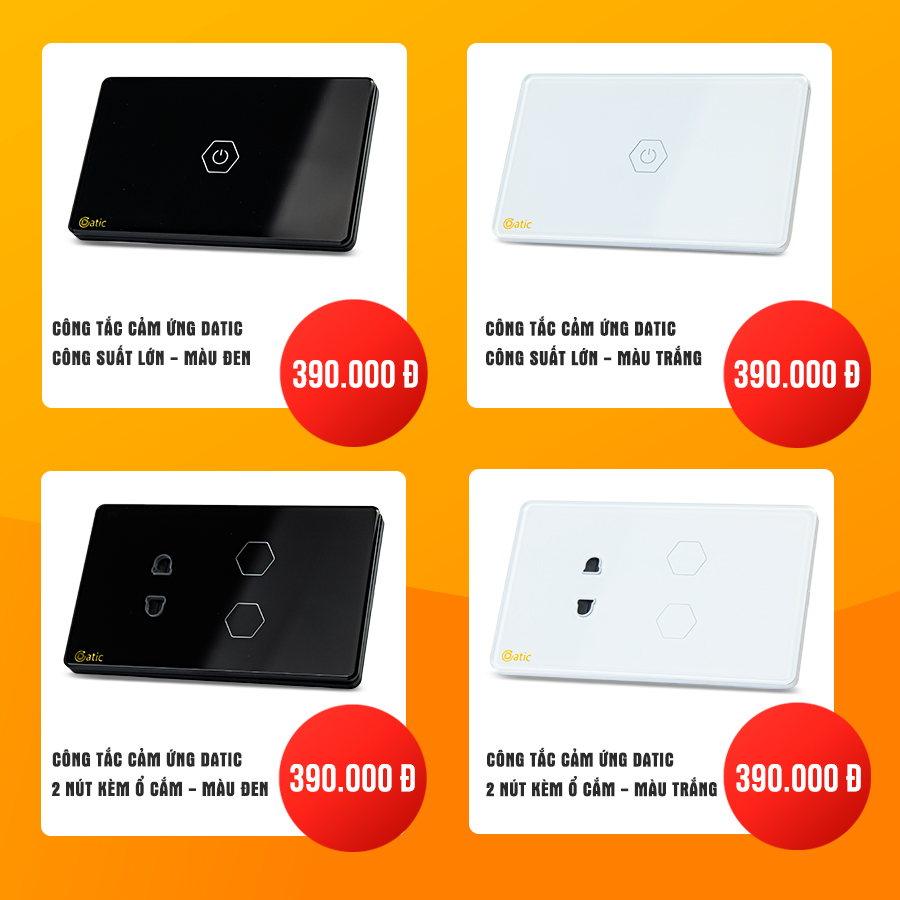 Datic
CÔNG TẮC CẢM ỨNG DATIC
CÔNG SUẤT LỚN – MÀU ĐEN
390.000 Đ
Datic
CÔNG TẮC CẢM ỨNG DATIC
CÔNG SUẤT LỚN – MÀU TRẮNG
390.000 Đ
Datic
CÔNG TẮC CẢM ỨNG DATIC
2 NÚT KÈM Ổ CẮM – MÀU ĐEN
390.000 Đ
Datic
CÔNG TẮC CẢM ỨNG DATIC
2 NÚT KÈM Ổ CẮM – MÀU TRẮNG
390.000 Đ